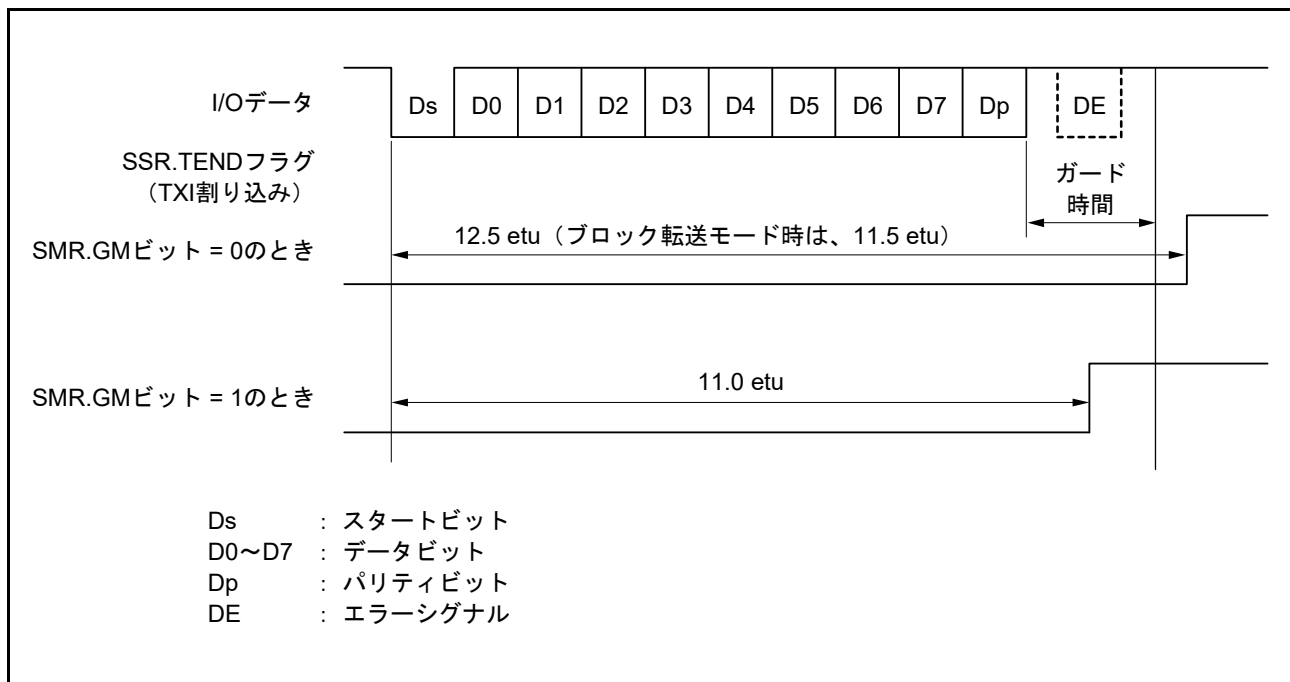 I/Oデータ
Ds D0 D1 D2 D3 D4 D5 D6 D7 Dp DE
SSR.TENDフラグ
（TXI割り込み）
ガード
時間
12.5 etu（ブロック転送モード時は、11.5 etu）
SMR.GMビット = 0のとき
11.0 etu
SMR.GMビット = 1のとき
Ds : スタートビット
D0～D7 : データビット
Dp : パリティビット
DE : エラーシグナル